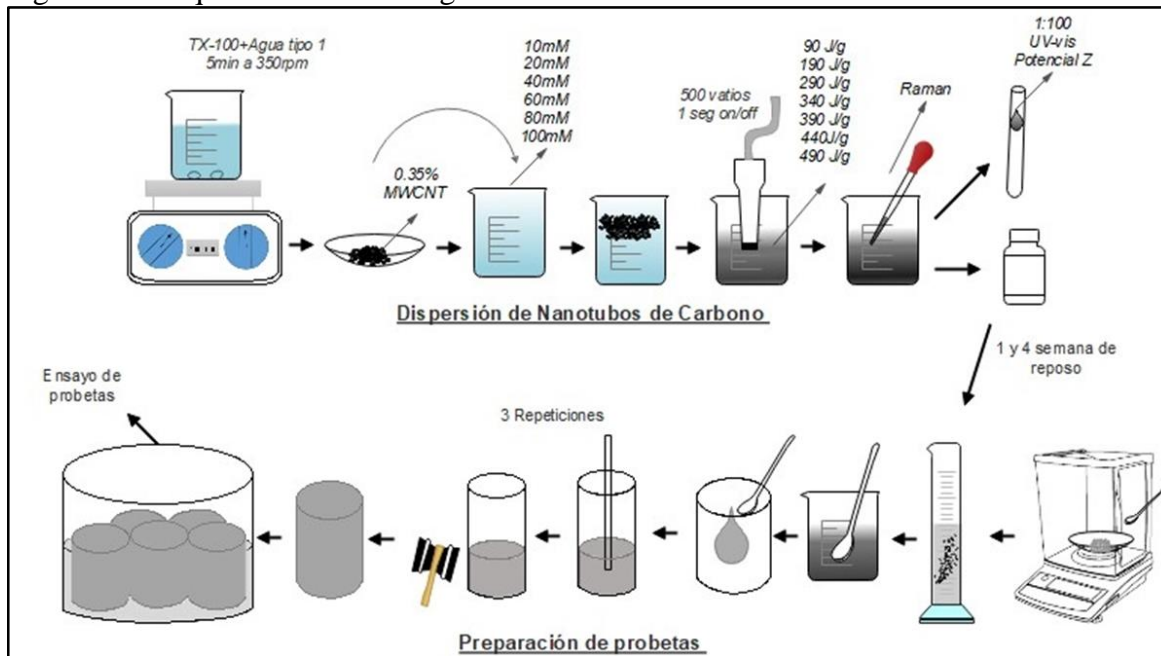 TX-100+Agua tipo 1
5min a 350rpm
0.35%
MWCNT
10mM
20mM
40mM
60mM
80mM
100mM
500 vatios
1 seg on/off
90 J/g
190 J/g
290 J/g
340 J/g
390 J/g
440J/g
490 J/g
Raman
1:100
UV-vis
Potencial Z
Dispersión de Nanotubos de Carbono
1 y 4 semana de
reposo
Ensayo de
probetas
3 Repeticiones
Preparación de probetas